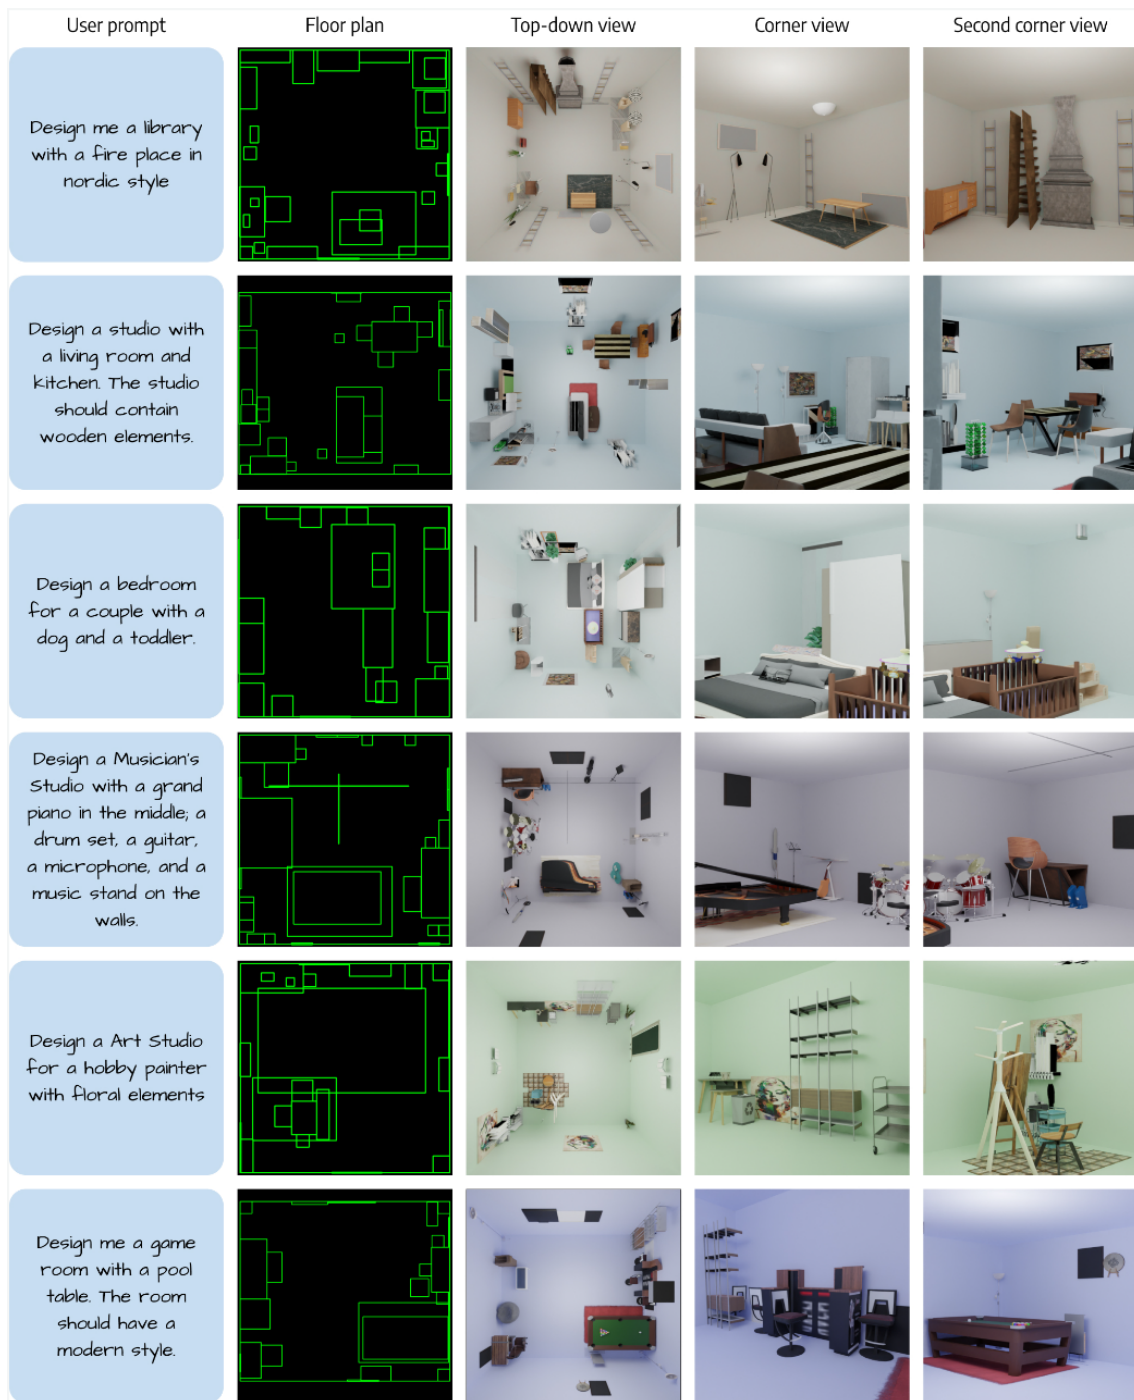 User prompt
Floor plan
Top-down view
Corner view
Second corner view
Design me a library
with a fire place in
nordic style
Design a studio with
a living room and
kitchen. The studio
should contain
wooden elements.
Design a bedroom
for a couple with a
dog and a toddler.
Design a Musician's
Studio with a grand
piano in the middle; a
drum set, a guitar,
a microphone, and a
music stand on the
walls.
Design a Art Studio
for a hobby painter
with floral elements
Design me a game
room with a pool
table. The room
should have a
modern style.